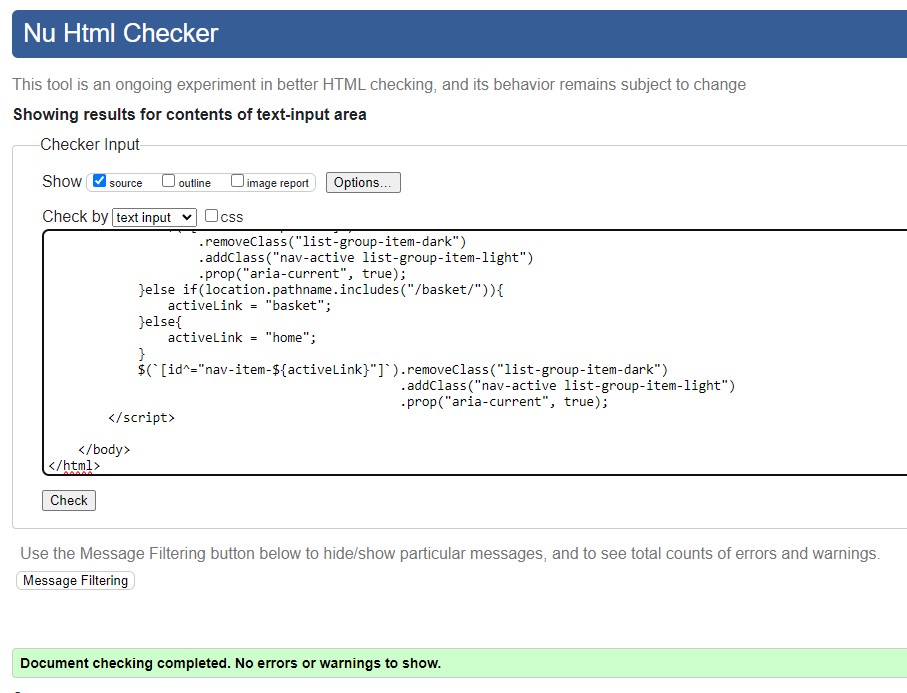 Nu Html Checker
This tool is an ongoing experiment in better HTML checking, and its behavior remains subject to change
Showing results for contents of text-input area
Checker Input
Show source outline image report Options...
Check by text input css
.removeClass("list-group-item-dark")
.addClass("nav-active list-group-item-light")
.prop("aria-current", true);
}else if(location.pathname.includes("/basket/")){
activeLink = "basket";
}else{
activeLink = "home";
}
$(`[id^="nav-item-${activeLink}"]`).removeClass("list-group-item-dark")
.addClass("nav-active list-group-item-light")
.prop("aria-current", true);
</script>
</body>
</html>
Check
Use the Message Filtering button below to hide/show particular messages, and to see total counts of errors and warnings.
Message Filtering
Document checking completed. No errors or warnings to show.